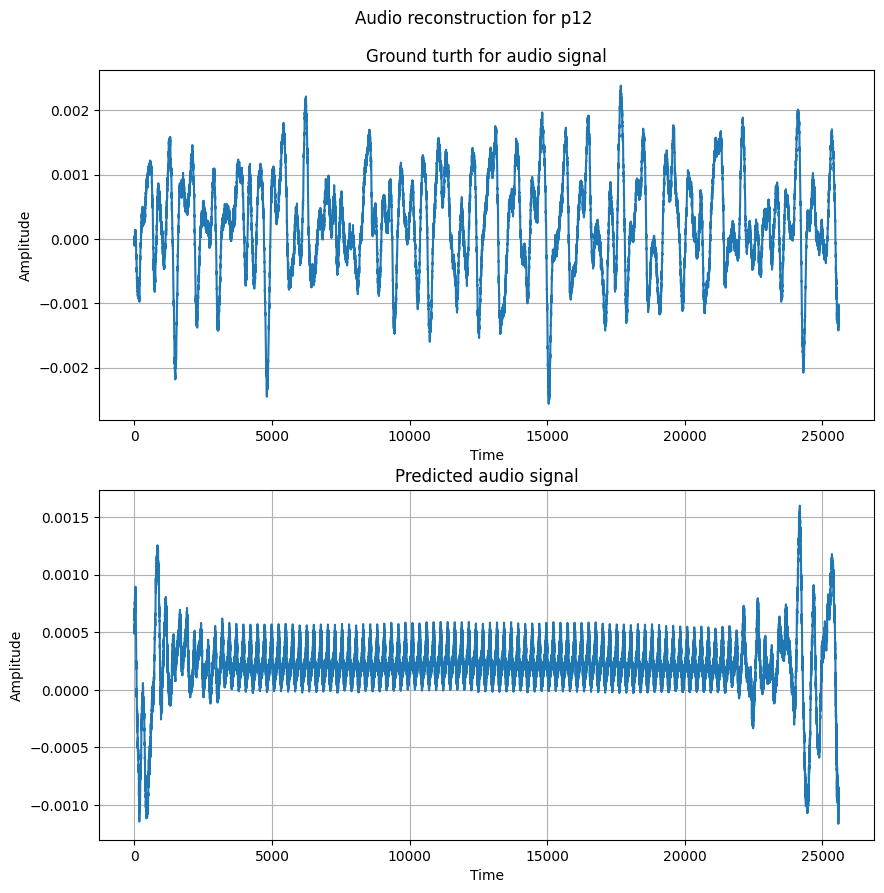 Audio reconstruction for p12
Ground turth for audio signal
0.002
0.001
0.000
−0.001
−0.002
Amplitude
0 5000 10000 15000 20000 25000
Time
Predicted audio signal
0.0015
0.0010
0.0005
0.0000
−0.0005
−0.0010
Amplitude
0 5000 10000 15000 20000 25000
Time